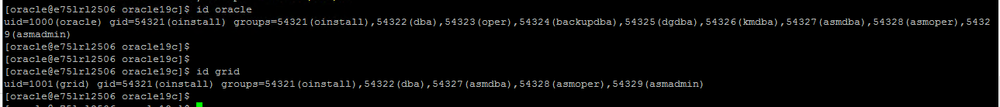 [oracle@e75lrl2506 oracle19c]$ id oracle
uid=1000(oracle) gid=54321(oinstall) groups=54321(oinstall),54322(dba),54323(oper),54324(backupdba),54325(dgdba),54326(kmdba),54327(asmdba),54328(asmoper),5432
9(asmadmin)
[oracle@e75lrl2506 oracle19c]$
[oracle@e75lrl2506 oracle19c]$
[oracle@e75lrl2506 oracle19c]$ id grid
uid=1001(grid) gid=54321(oinstall) groups=54321(oinstall),54322(dba),54327(asmdba),54328(asmoper),54329(asmadmin)
[oracle@e75lrl2506 oracle19c]$